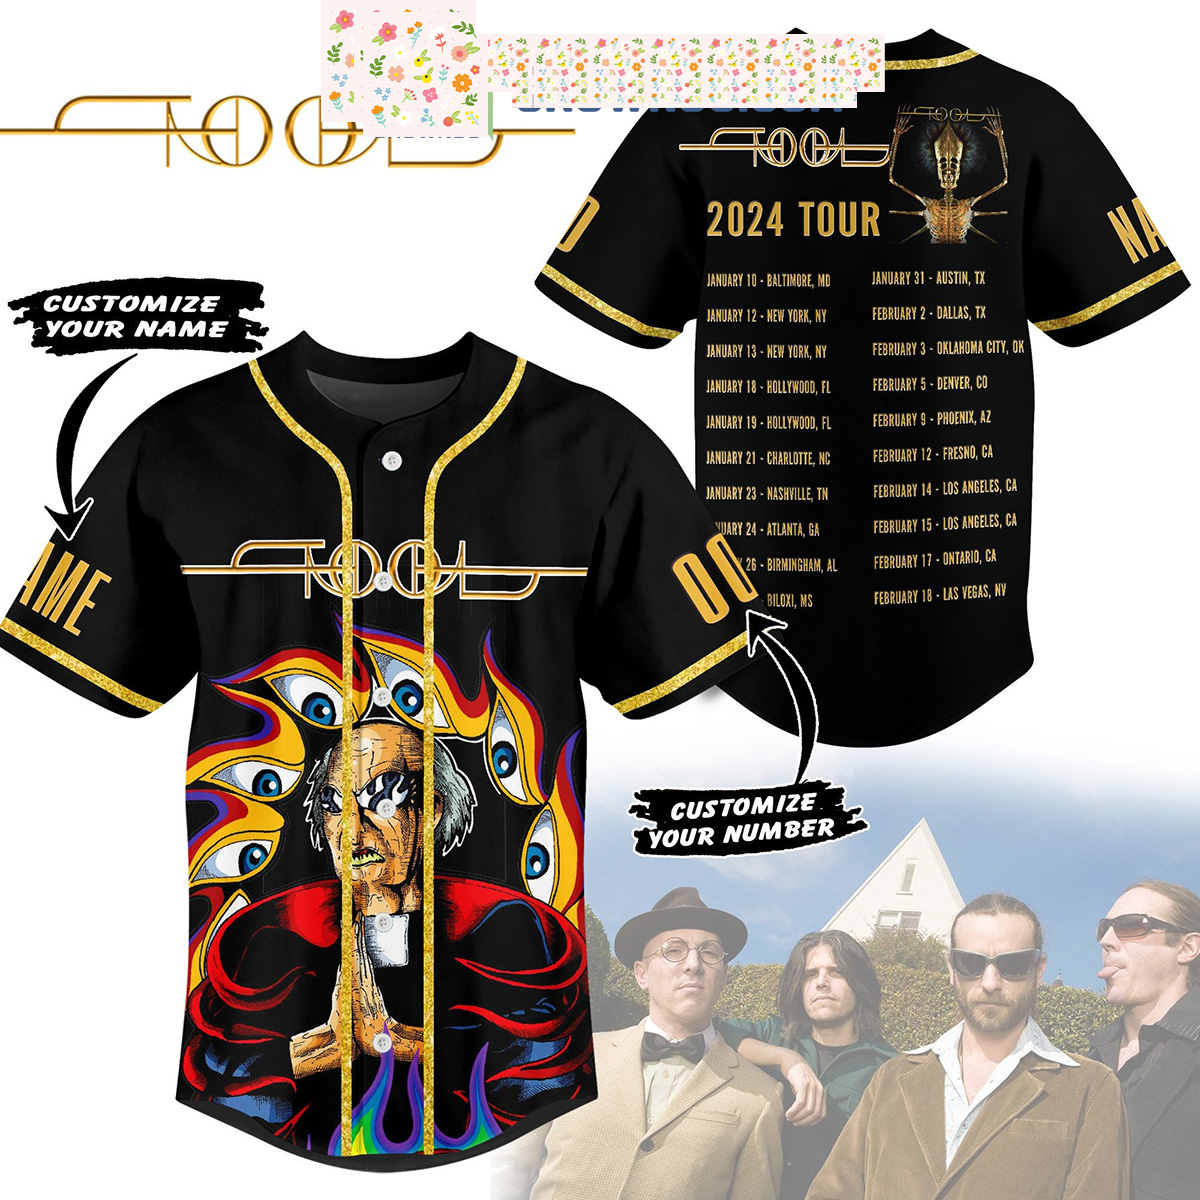 TOOL
TOOL
TOOL
2024 TOUR
JANUARY 10 - BALTIMORE, MD
JANUARY 12 - NEW YORK, NY
JANUARY 13 - NEW YORK, NY
JANUARY 18 - HOLLYWOOD, FL
JANUARY 19 - HOLLYWOOD, FL
JANUARY 21 - CHARLOTTE, NC
JANUARY 23 - NASHVILLE, TN
24 - ATLANTA, GA
26 - BIRMINGHAM, AL
BILOXI, MS
JANUARY 31 - AUSTIN, TX
FEBRUARY 2 - DALLAS, TX
FEBRUARY 3 - OKLAHOMA CITY, OK
FEBRUARY 5 - DENVER, CO
FEBRUARY 9 - PHOENIX, AZ
FEBRUARY 12 - FRESNO, CA
FEBRUARY 14 - LOS ANGELES, CA
FEBRUARY 15 - LOS ANGELES, CA
FEBRUARY 17 - ONTARIO, CA
FEBRUARY 18 - LAS VEGAS, NV
NA
CUSTOMIZE
YOUR NAME
AME
TOOL
00
CUSTOMIZE
YOUR NUMBER